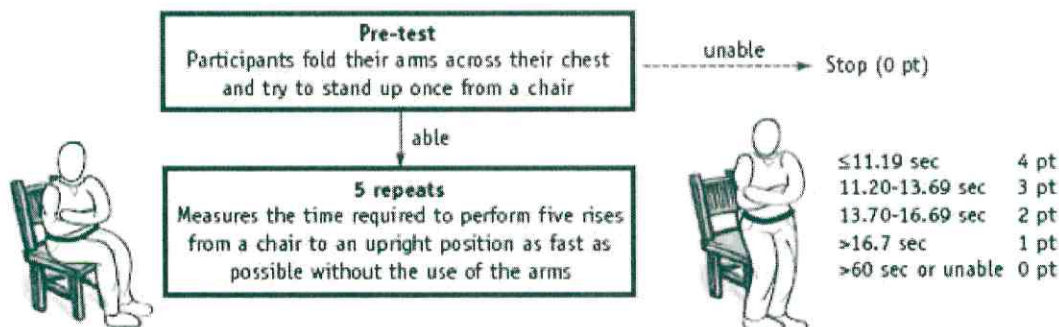 Pre-test
Participants fold their arms across their chest
and try to stand up once from a chair
unable
Stop (0 pt)
able
5 repeats
Measures the time required to perform five rises
from a chair to an upright position as fast as
possible without the use of the arms
≤11.19 sec 4 pt
11.20-13.69 sec 3 pt
13.70-16.69 sec 2 pt
>16.7 sec 1 pt
>60 sec or unable 0 pt